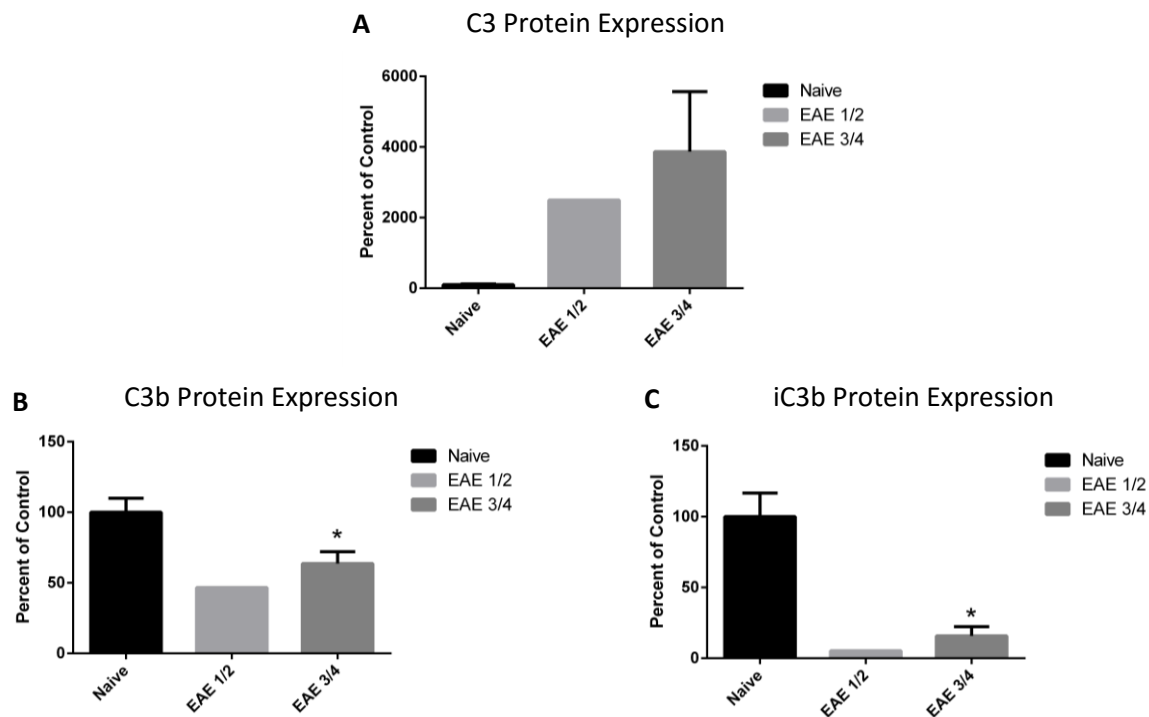 A C3 Protein Expression
Percent of Control
6000
4000
2000
0
Naive
EAE 1/2
EAE 3/4
Naive
EAE 1/2
EAE 3/4
B C3b Protein Expression
Percent of Control
150
100
50
0
Naive
EAE 1/2
EAE 3/4
*
Naive
EAE 1/2
EAE 3/4
C iC3b Protein Expression
Percent of Control
150
100
50
0
Naive
EAE 1/2
EAE 3/4
*
Naive
EAE 1/2
EAE 3/4